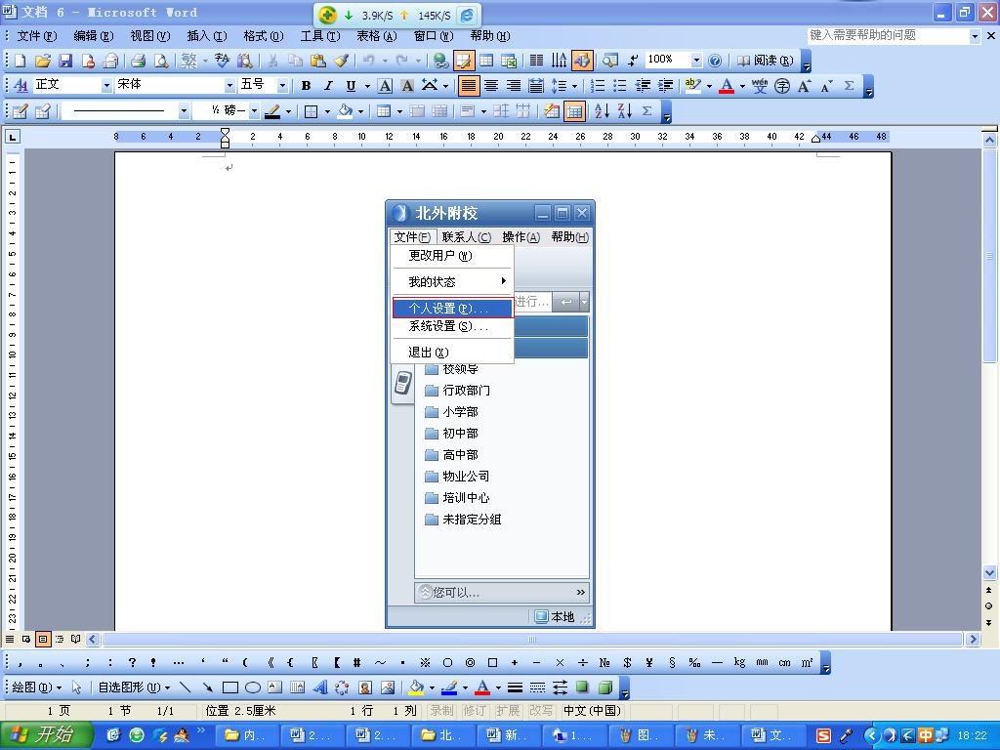 文档 6 - Microsoft Word
3.9K/S 145K/S
文件(F) 编辑(E) 视图(V) 插入(I) 格式(O) 工具(T) 表格(A) 窗口(W) 帮助(H) 键入需要帮助的问题
100% 阅读(R)
正文 宋体 五号 B I U A A
½ 磅
8 6 4 2 2 4 6 8 10 12 14 16 18 20 22 24 26 28 30 32 34 36 38 40 42 44 46 48
北外附校
文件(F) 联系人(C) 操作(A) 帮助(H)
更改用户(W)
我的状态
进行...
个人设置(P)...
系统设置(S)...
退出(X)
校领导
行政部门
小学部
初中部
高中部
物业公司
培训中心
未指定分组
您可以...
本地
, 。 、 ; : ? ! … ' “ ( 《 { 〖 【 # ～ · ※ ○ ◎ □ + - × ÷ № $ ¥ § ‰ — kg mm cm m²
绘图(D) 自选图形(U)
1 页 1 节 1/1 位置 2.5厘米 1 行 1 列 录制 修订 扩展 改写 中文(中国)
开始 内... 2... 2... 北... 新... 1... 图... 未... 文... 18:22